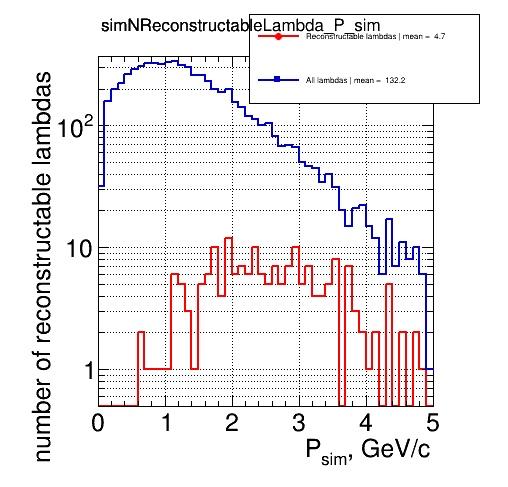 simNReconstructableLambda_P_sim
Reconstructable lambdas | mean = 4.7
All lambdas | mean = 132.2
number of reconstructable lambdas
10²
10
1
0 1 2 3 4 5
P_sim, GeV/c